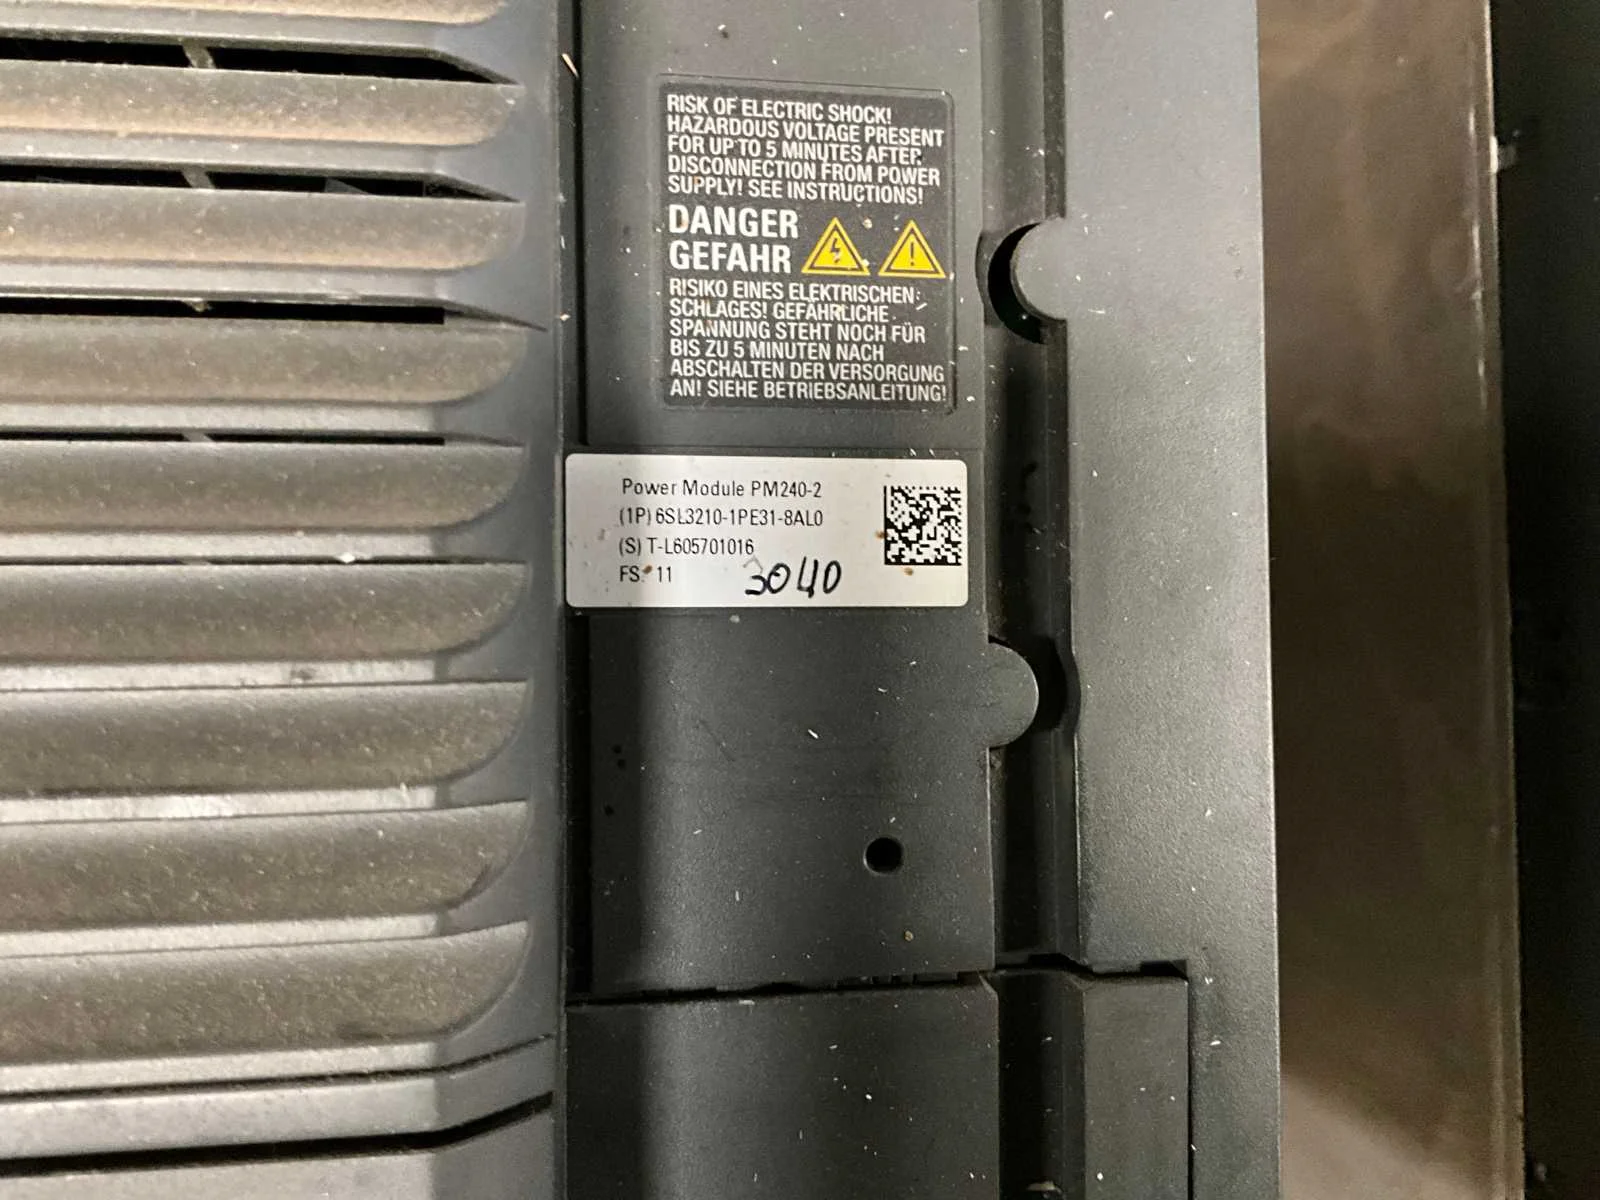 RISK OF ELECTRIC SHOCK!
HAZARDOUS VOLTAGE PRESENT
FOR UP TO 5 MINUTES AFTER
DISCONNECTION FROM POWER
SUPPLY! SEE INSTRUCTIONS!
DANGER
GEFAHR
RISIKO EINES ELEKTRISCHEN
SCHLAGES! GEFÄHRLICHE
SPANNUNG STEHT NOCH FÜR
BIS ZU 5 MINUTEN NACH
ABSCHALTEN DER VERSORGUNG
AN! SIEHE BETRIEBSANLEITUNG!
Power Module PM240-2
(1P) 6SL3210-1PE31-8AL0
(S) T-L605701016
FS: 11 3040